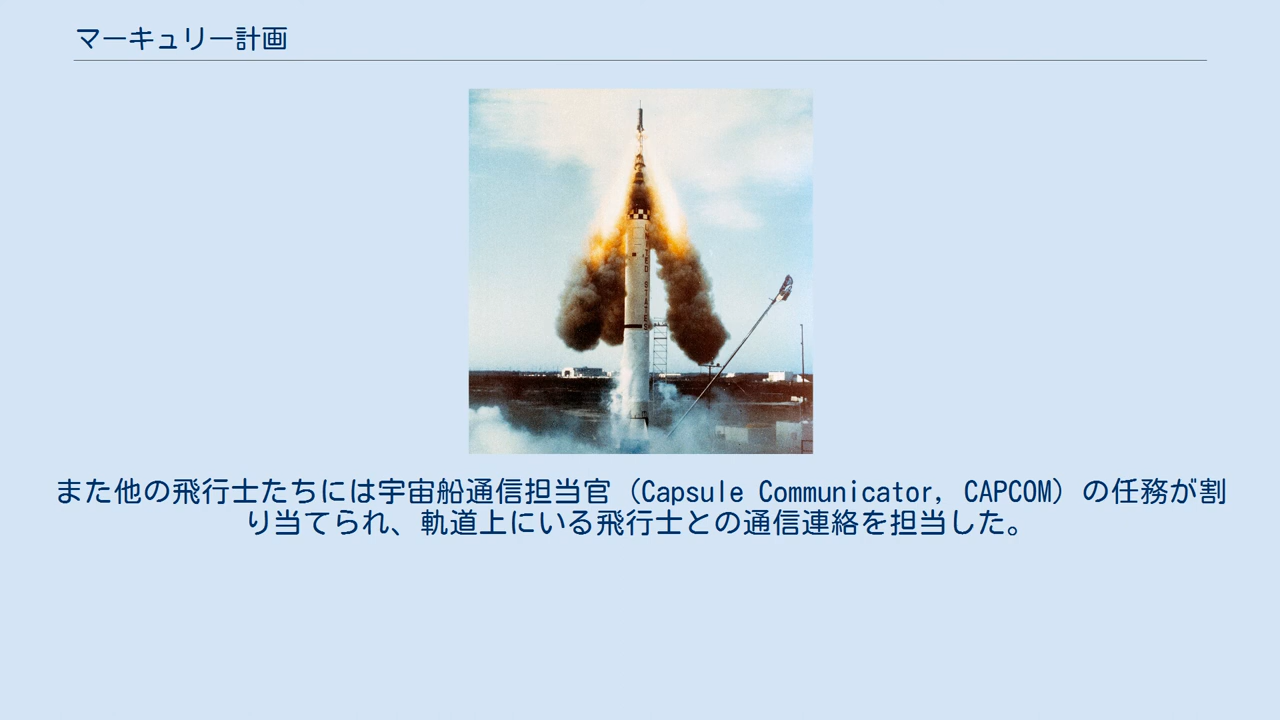 マーキュリー計画
UNITED STATES
また他の飛行士たちには宇宙船通信担当官（Capsule Communicator, CAPCOM）の任務が割
り当てられ、軌道上にいる飛行士との通信連絡を担当した。